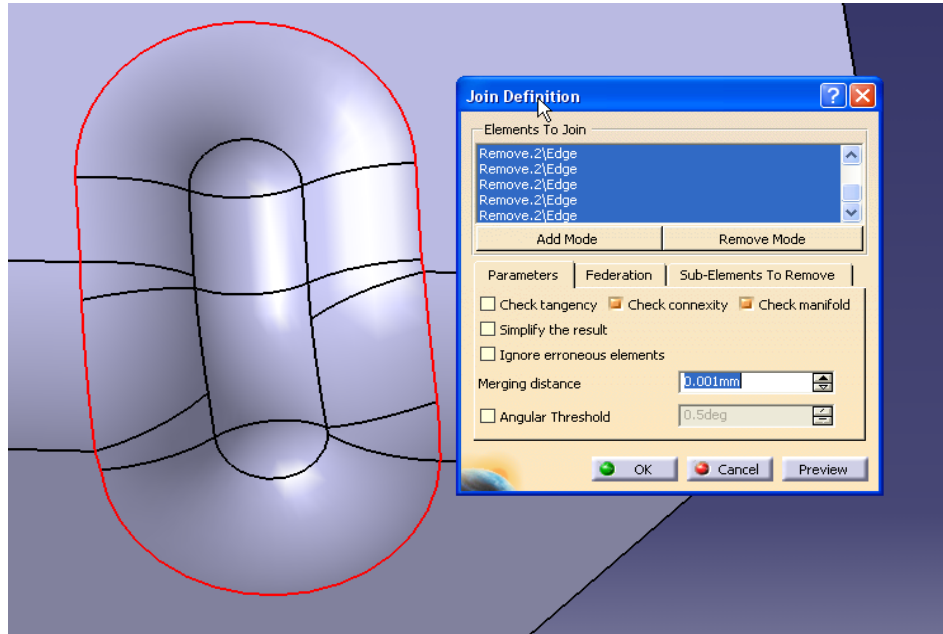 Join Definition
Elements To Join
Remove.2\Edge
Remove.2\Edge
Remove.2\Edge
Remove.2\Edge
Remove.2\Edge
Add Mode Remove Mode
Parameters Federation Sub-Elements To Remove
Check tangency Check connexity Check manifold
Simplify the result
Ignore erroneous elements
Merging distance 0.001mm
Angular Threshold 0.5deg
OK Cancel Preview